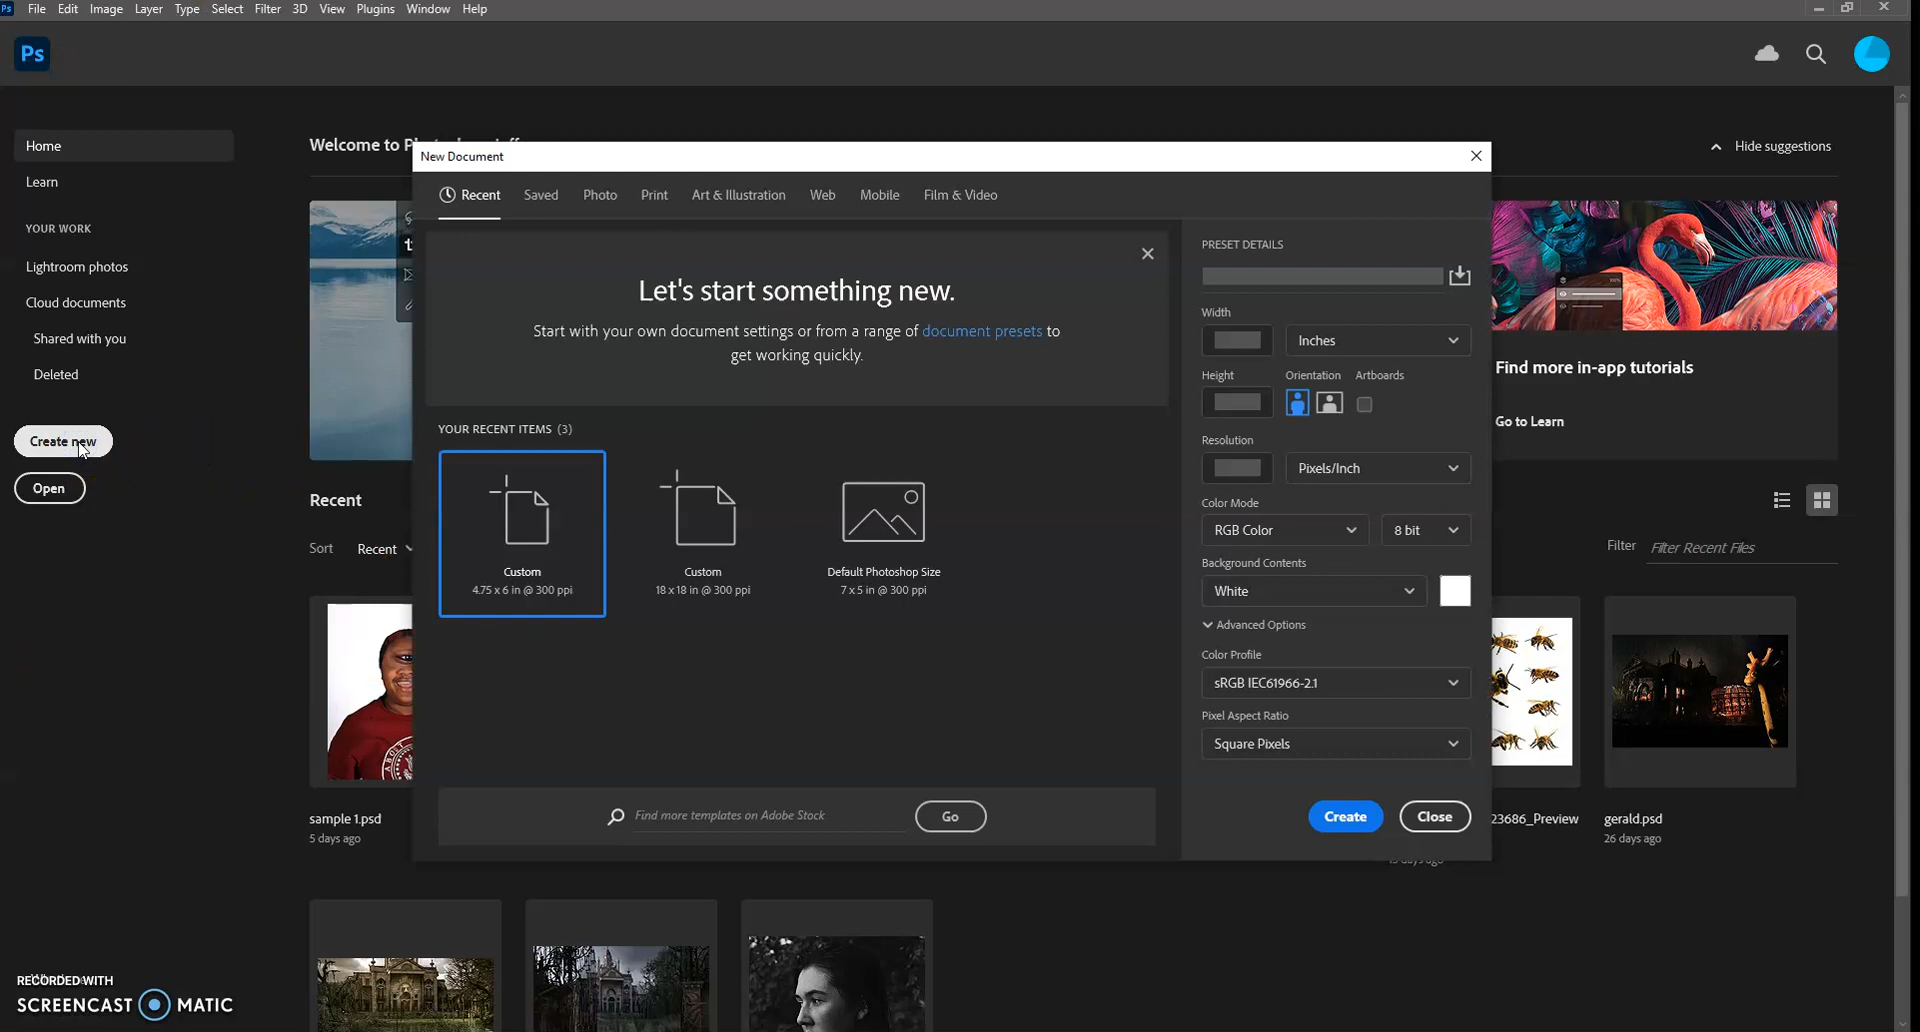 Ps File Edit Image Layer Type Select Filter 3D View Plugins Window Help
Ps
Home
Learn
YOUR WORK
Lightroom photos
Cloud documents
Shared with you
Deleted
Create new
Open
Welcome to
Hide suggestions
New Document
Recent Saved Photo Print Art & Illustration Web Mobile Film & Video
Let's start something new.
Start with your own document settings or from a range of document presets to
get working quickly.
YOUR RECENT ITEMS (3)
Custom
4.75 x 6 in @ 300 ppi
Custom
18 x 18 in @ 300 ppi
Default Photoshop Size
7 x 5 in @ 300 ppi
Find more templates on Adobe Stock
Go
PRESET DETAILS
Width
Inches
Height
Orientation
Artboards
Resolution
Pixels/Inch
Color Mode
RGB Color
8 bit
Background Contents
White
Advanced Options
Color Profile
sRGB IEC61966-2.1
Pixel Aspect Ratio
Square Pixels
Create
Close
Find more in-app tutorials
Go to Learn
Recent
Sort Recent
Filter Filter Recent Files
sample 1.psd
5 days ago
23686_Preview
days ago
gerald.psd
26 days ago
RECORDED WITH
SCREENCAST MATIC